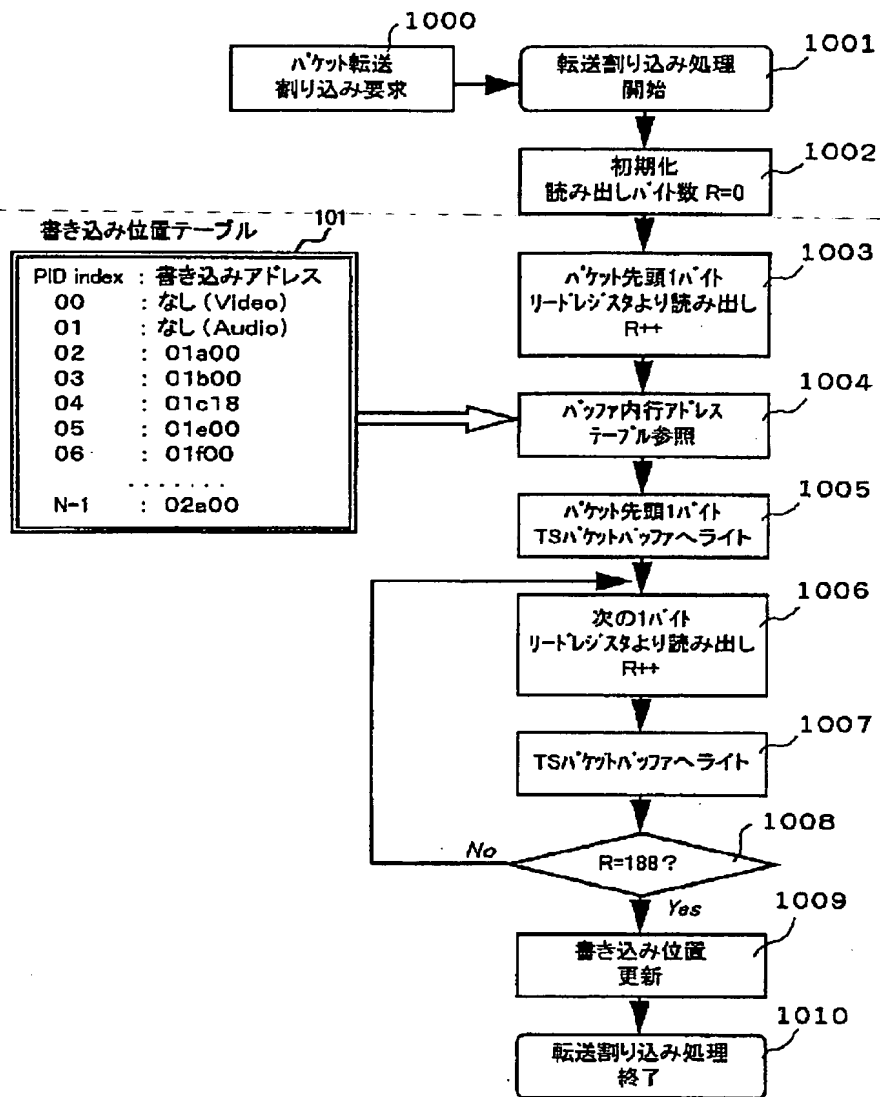 1000
パケット転送
割り込み要求
1001
転送割り込み処理
開始
1002
初期化
読み出しバイト数 R=0
書き込み位置テーブル
101
PID index : 書き込みアドレス
00 : なし (Video)
01 : なし (Audio)
02 : 01a00
03 : 01b00
04 : 01c18
05 : 01e00
06 : 01f00
........
N-1 : 02a00
1003
パケット先頭1バイト
リードレジスタより読み出し
R++
1004
バッファ内行アドレス
テーブル参照
1005
パケット先頭1バイト
TSパケットバッファへライト
1006
次の1バイト
リードレジスタより読み出し
R++
1007
TSパケットバッファへライト
1008
R=188?
No
Yes
1009
書き込み位置
更新
1010
転送割り込み処理
終了